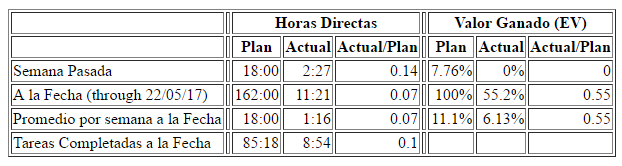 Horas Directas Valor Ganado (EV)
Plan Actual Actual/Plan Plan Actual Actual/Plan
Semana Pasada 18:00 2:27 0.14 7.76% 0% 0
A la Fecha (through 22/05/17) 162:00 11:21 0.07 100% 55.2% 0.55
Promedio por semana a la Fecha 18:00 1:16 0.07 11.1% 6.13% 0.55
Tareas Completadas a la Fecha 85:18 8:54 0.1